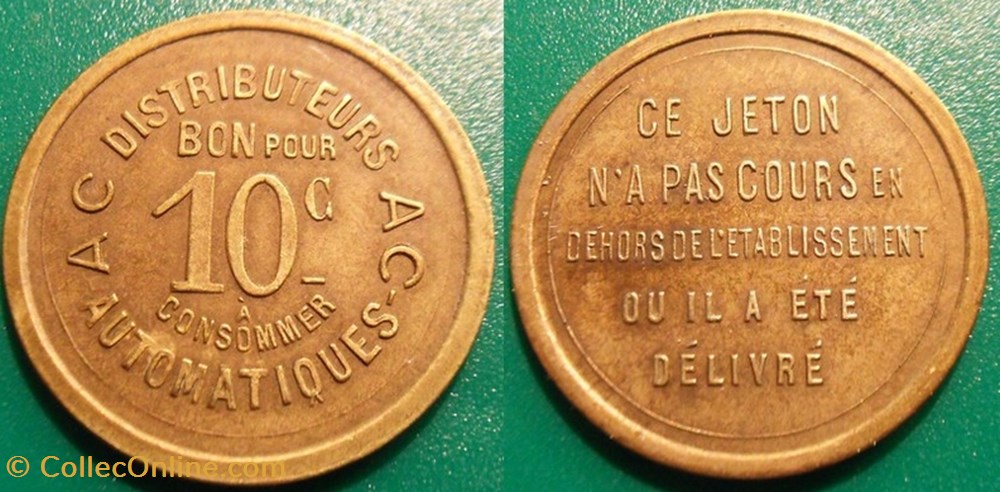 DISTRIBUTEURS
BON POUR
10C
À
CONSOMMER
AUTOMATIQUES-
AC
AC
CE JETON
N'A PAS COURS EN
DEHORS DE L'ETABLISSEMENT
OU IL A ÉTÉ
DÉLIVRÉ
© CollecOnline.com